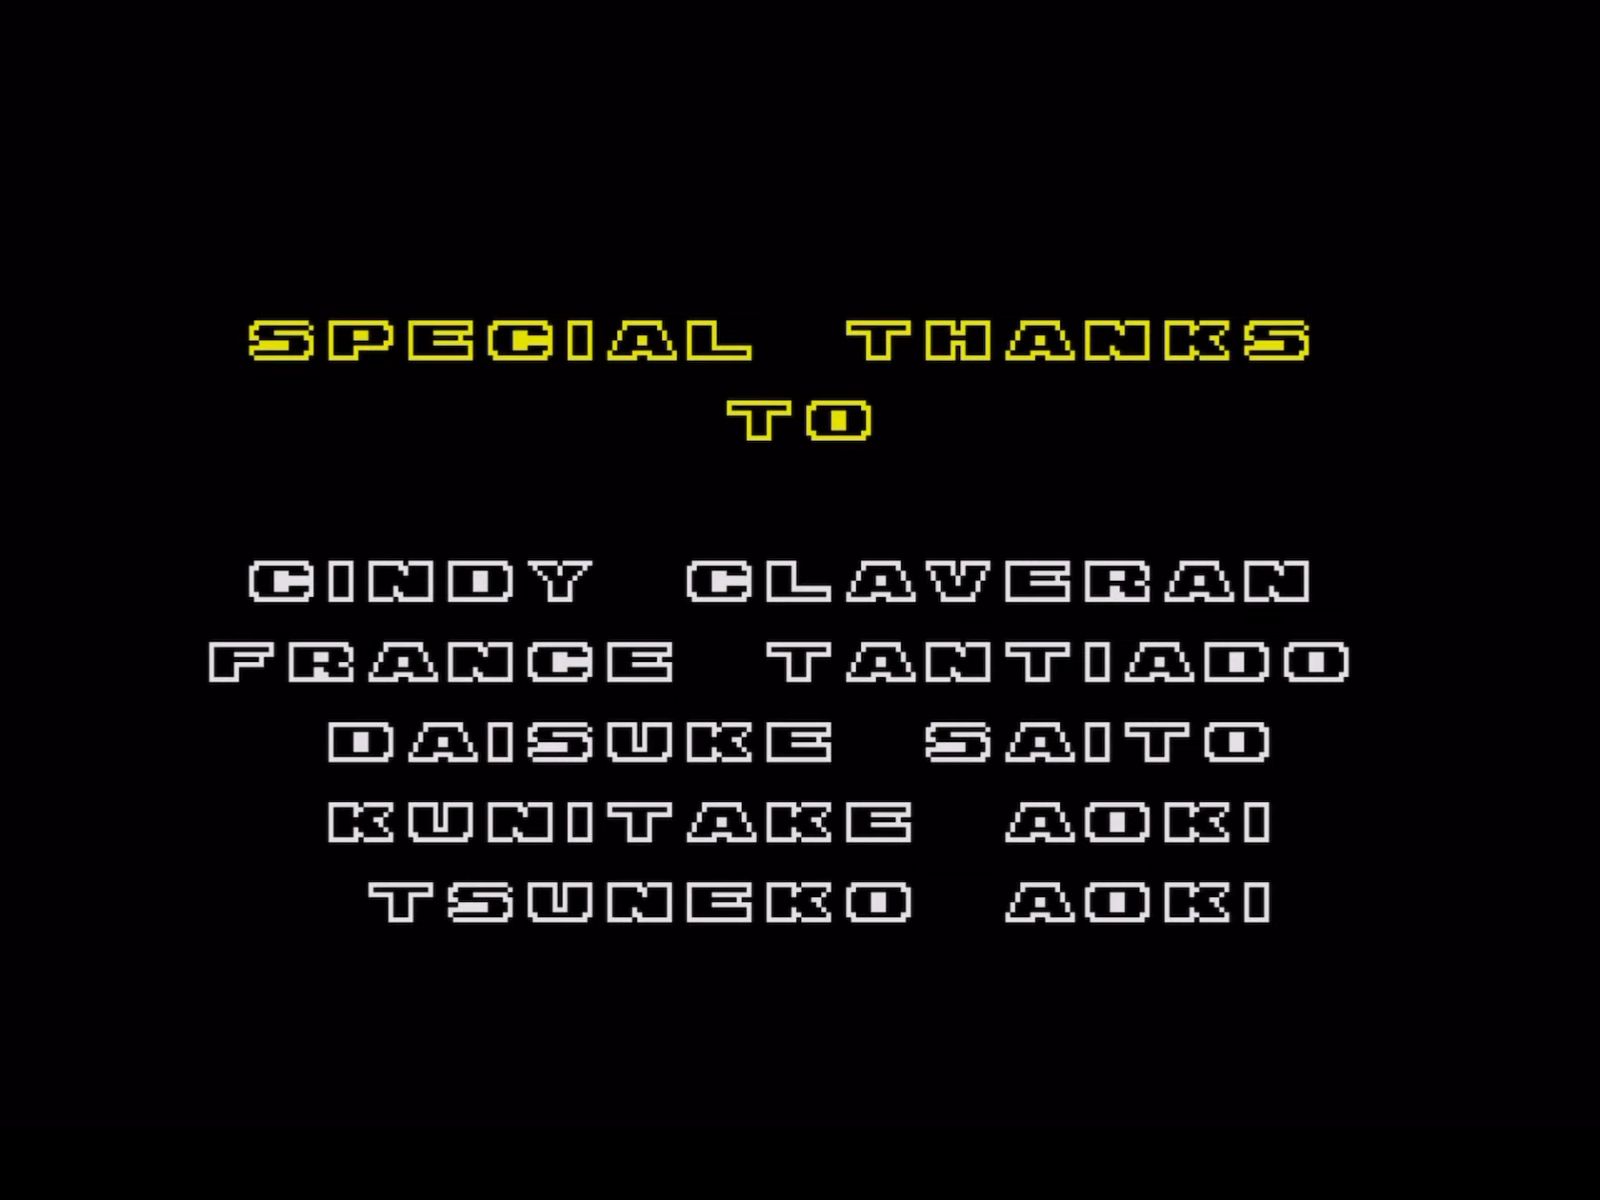 SPECIAL THANKS
TO
CINDY CLAVERAN
FRANCE TANTIADO
DAISUKE SAITO
KUNITAKE AOKI
TSUNEKO AOKI